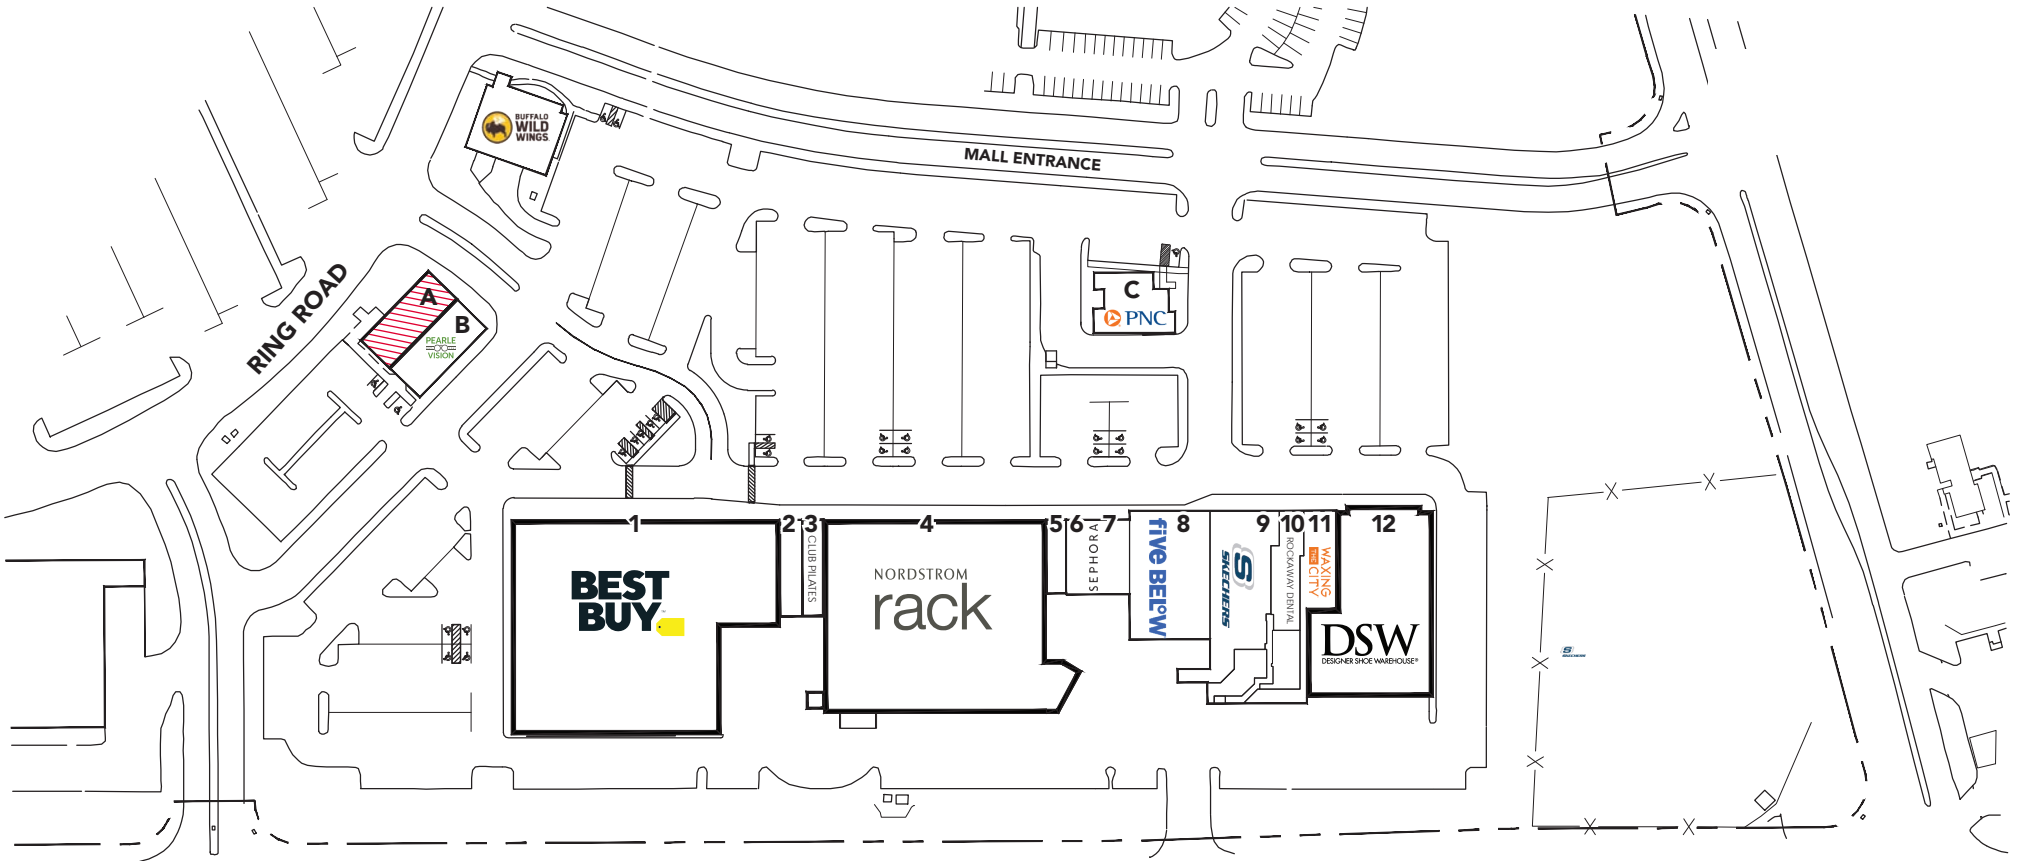 BUFFALO
WILD
WINGS
MALL ENTRANCE
RING ROAD
A
B
PEARLE
VISION
C
PNC
1
2
3
4
5
6
7
8
9
10
11
12
BEST
BUY
CLUB PILATES
NORDSTROM
rack
SEPHORA
five BELOW
S
SKECHERS
ROCKAWAY DENTAL
WAXING
THE CITY
DSW
DESIGNER SHOE WAREHOUSE®
S
SKECHERS